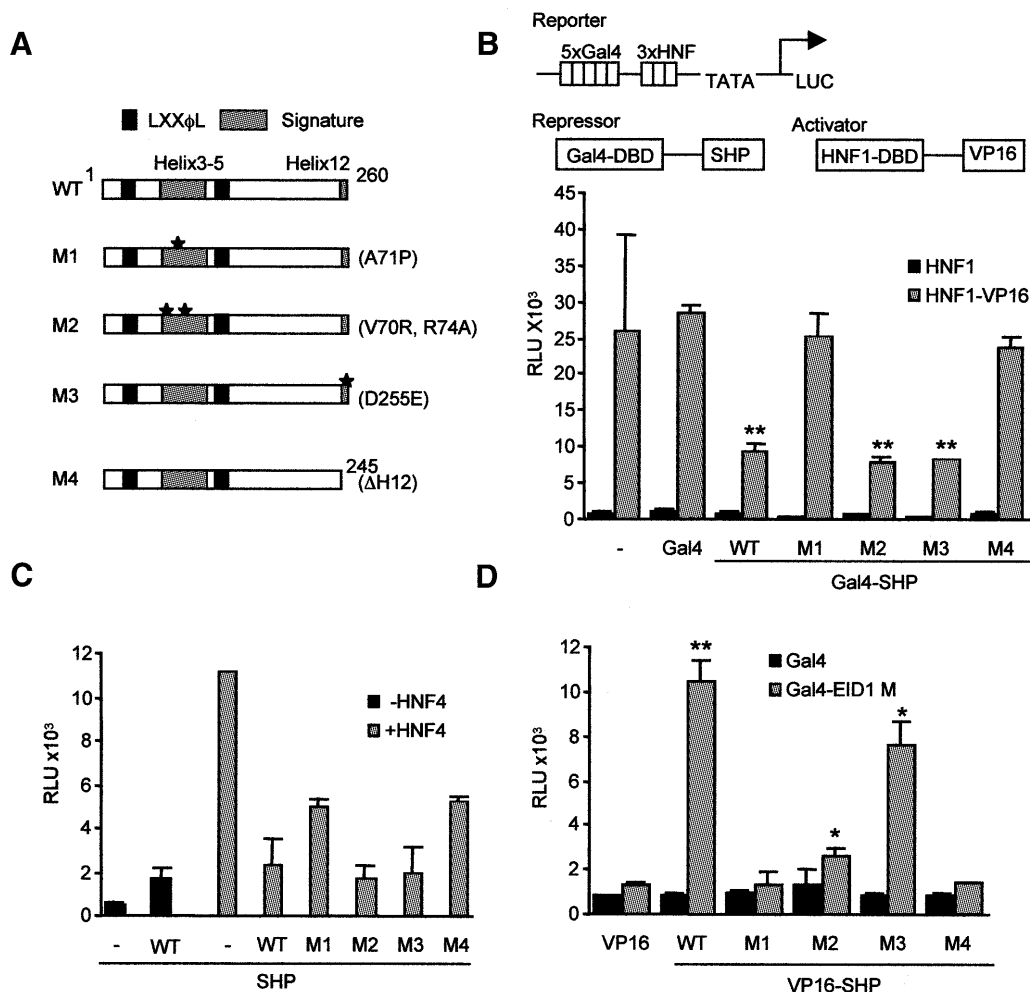 A
LXXϕL Signature
Helix3-5 Helix12
WT 1 260
M1 (A71P)
M2 (V70R, R74A)
M3 (D255E)
M4 245 (ΔH12)
B
Reporter
5xGal4 3xHNF
TATA LUC
Repressor Activator
Gal4-DBD SHP HNF1-DBD VP16
45
40
35
30
25
20
15
10
5
0
RLU X10³
HNF1
HNF1-VP16
** ** **
- Gal4 WT M1 M2 M3 M4
Gal4-SHP
C
12
10
8
6
4
2
0
RLU x10³
-HNF4
+HNF4
- WT - WT M1 M2 M3 M4
SHP
D
12
10
8
6
4
2
0
RLU x10³
Gal4
Gal4-EID1 M
** * *
VP16 WT M1 M2 M3 M4
VP16-SHP